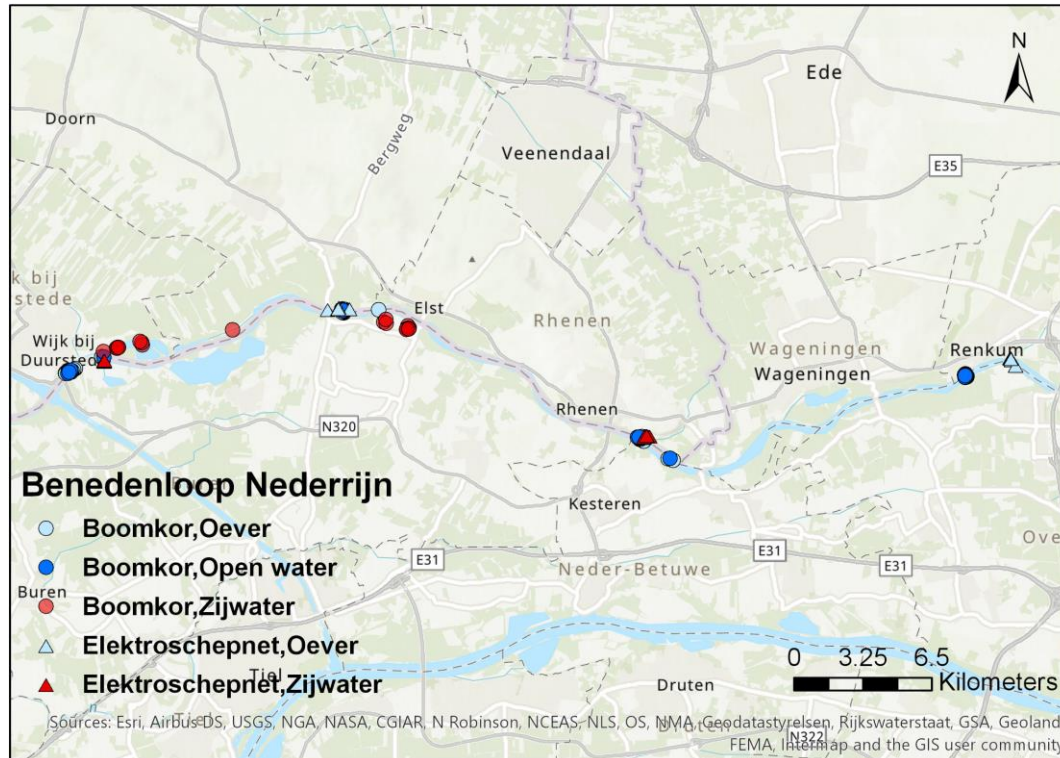 N
Ede
Doorn
Bergweg
Veenendaal
E35
k bij
stede
Elst
Rhenen
Wijk bij
Duurstede
Wageningen
Renkum
Wageningen
Rhenen
N320
Benedenloop Nederrijn
Kesteren
Boomkor,Oever
Boomkor,Open water
E31
E31
E31
Ove
Neder-Betuwe
Buren
Boomkor,Zijwater
Elektroschepnet,Oever
Tiel
Elektroschepnet,Zijwater
Druten
0 3.25 6.5
Kilometers
Sources: Esri, Airbus DS, USGS, NGA, NASA, CGIAR, N Robinson, NCEAS, NLS, OS, NMA, Geodatastyrelsen, Rijkswaterstaat, GSA, Geoland
Druten
N322
FEMA, Intermap and the GIS user community